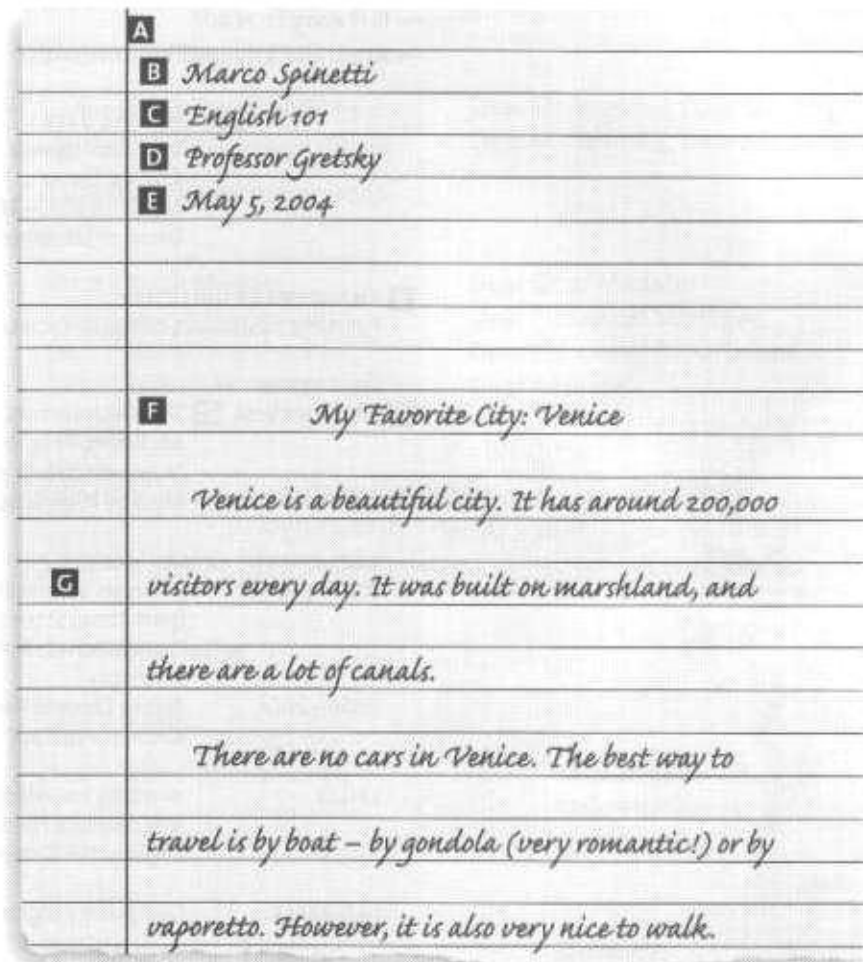 A
B Marco Spinetti
C English 101
D Professor Gretsky
E May 5, 2004
F My Favorite City: Venice
Venice is a beautiful city. It has around 200,000
G visitors every day. It was built on marshland, and
there are a lot of canals.
There are no cars in Venice. The best way to
travel is by boat – by gondola (very romantic!) or by
vaporetto. However, it is also very nice to walk.